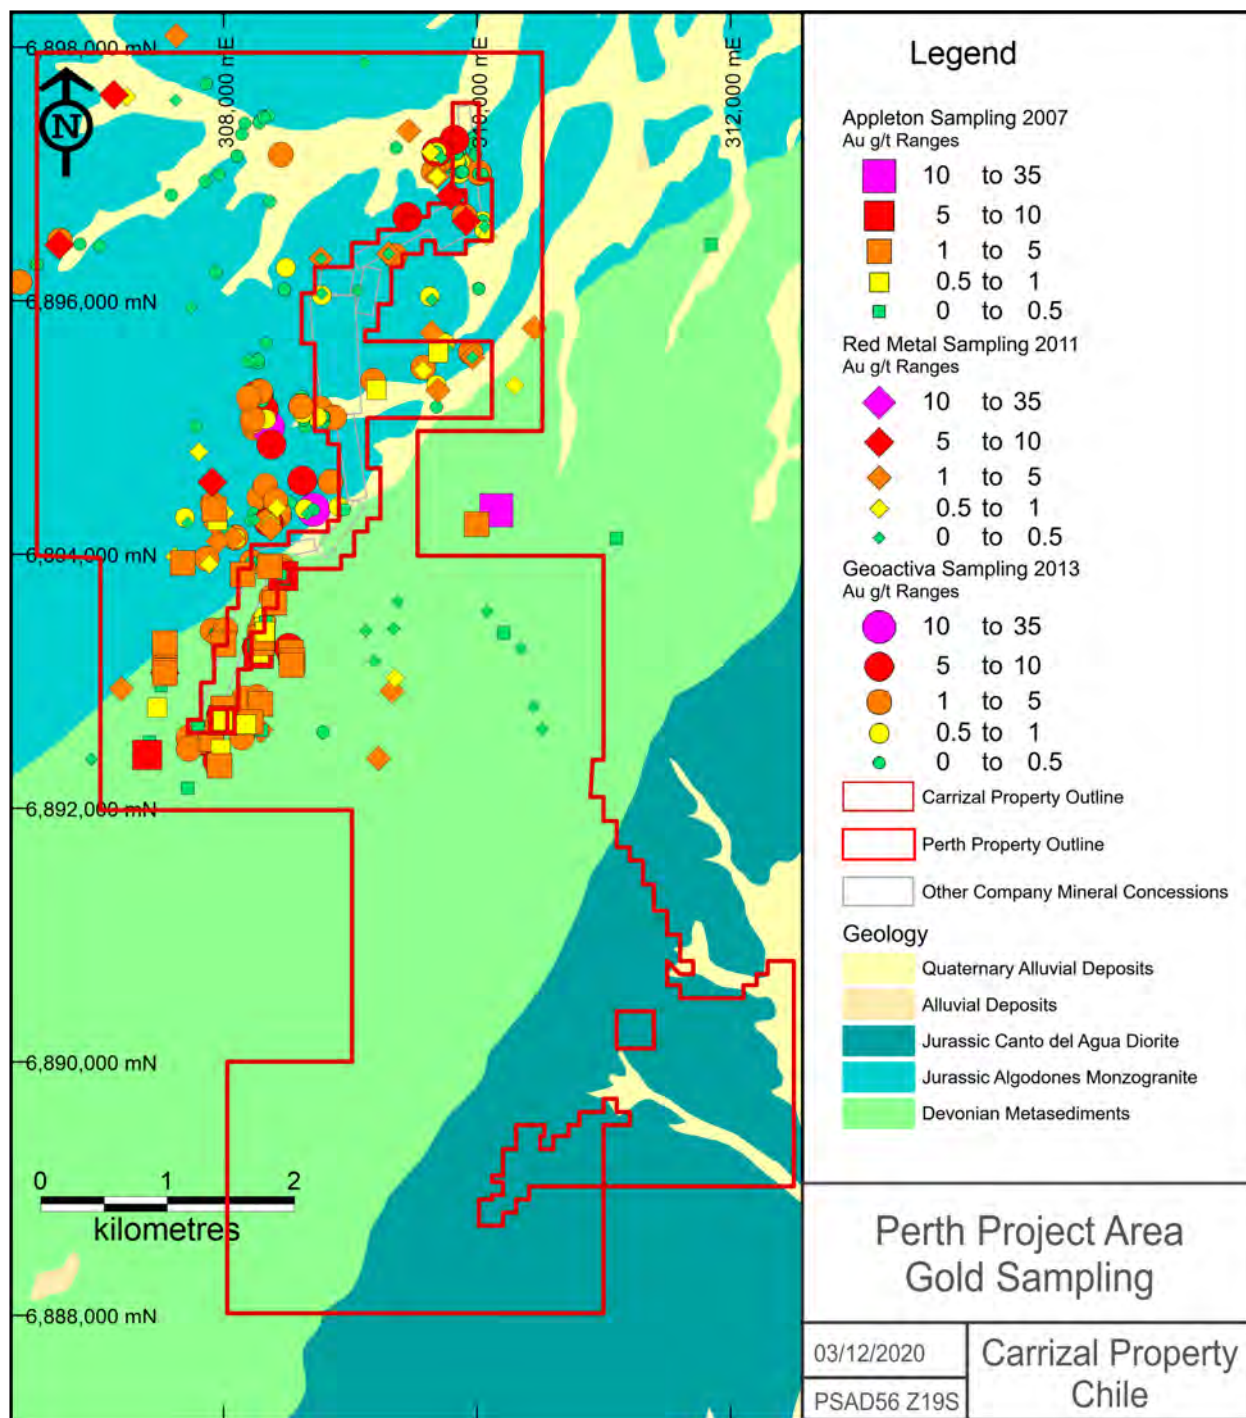 6,898,000 mN
308,000 mE
310,000 mE
312,000 mE
N
6,896,000 mN
6,894,000 mN
6,892,000 mN
6,890,000 mN
6,888,000 mN
0 1 2
kilometres
Legend
Appleton Sampling 2007
Au g/t Ranges
10 to 35
5 to 10
1 to 5
0.5 to 1
0 to 0.5
Red Metal Sampling 2011
Au g/t Ranges
10 to 35
5 to 10
1 to 5
0.5 to 1
0 to 0.5
Geoactiva Sampling 2013
Au g/t Ranges
10 to 35
5 to 10
1 to 5
0.5 to 1
0 to 0.5
Carrizal Property Outline
Perth Property Outline
Other Company Mineral Concessions
Geology
Quaternary Alluvial Deposits
Alluvial Deposits
Jurassic Canto del Agua Diorite
Jurassic Algodones Monzogranite
Devonian Metasediments
Perth Project Area
Gold Sampling
03/12/2020
PSAD56 Z19S
Carrizal Property
Chile